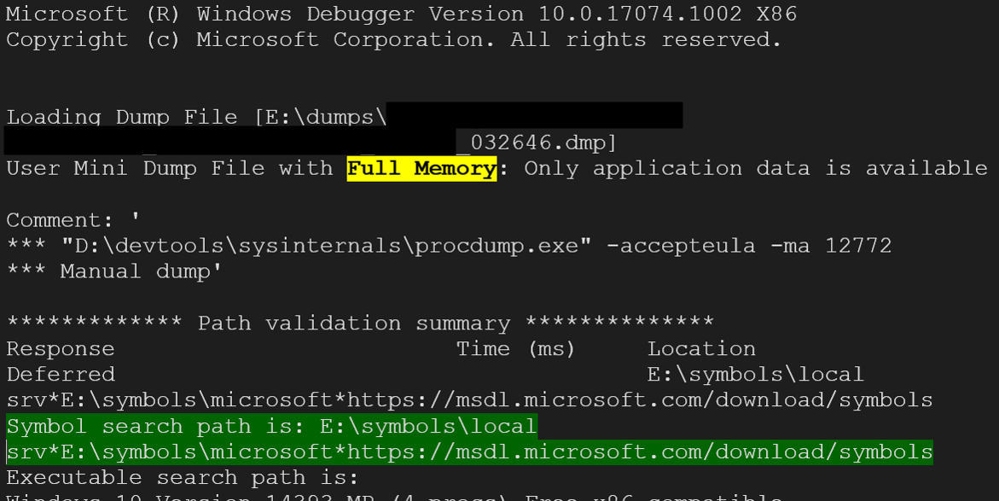 Microsoft (R) Windows Debugger Version 10.0.17074.1002 X86
Copyright (c) Microsoft Corporation. All rights reserved.
Loading Dump File [E:\dumps\
_032646.dmp]
User Mini Dump File with Full Memory: Only application data is available
Comment: '
*** "D:\devtools\sysinternals\procdump.exe" -accepteula -ma 12772
*** Manual dump'
************* Path validation summary **************
Response Time (ms) Location
Deferred E:\symbols\local
srv*E:\symbols\microsoft*https://msdl.microsoft.com/download/symbols
Symbol search path is: E:\symbols\local
srv*E:\symbols\microsoft*https://msdl.microsoft.com/download/symbols
Executable search path is:
Windows 10 Version 14393 MP (4 procs) Free x86 compatible